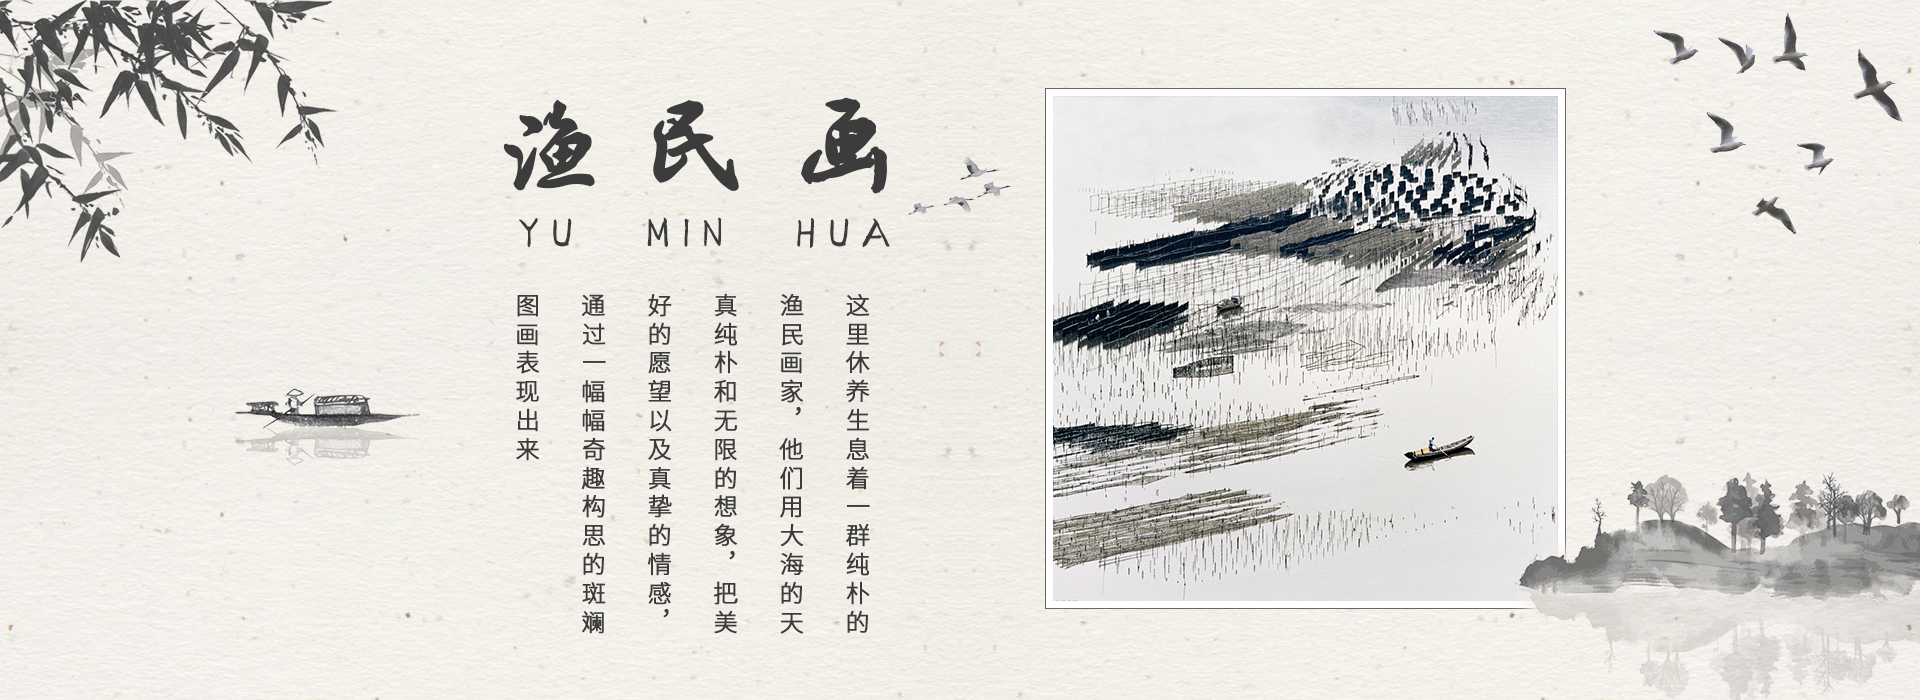 渔民画
YU MIN HUA
这里休养生息着一群纯朴的
渔民画家，他们用大海的天
真纯朴和无限的想象，把美
好的愿望以及真挚的情感，
通过一幅幅奇趣构思的斑斓
图画表现出来